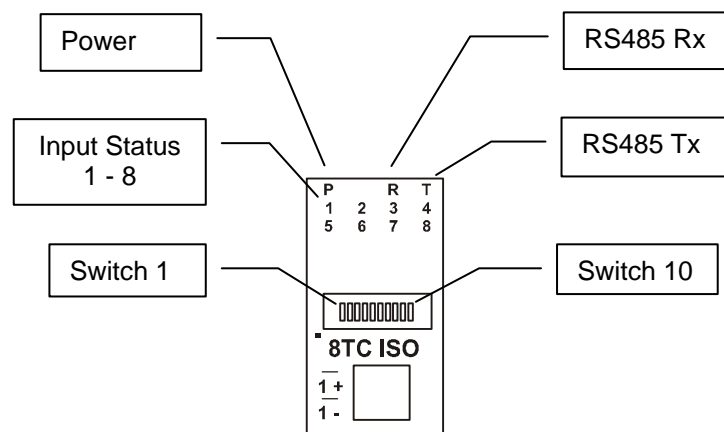 Power
RS485 Rx
Input Status
1 - 8
RS485 Tx
P R T
1 2 3 4
5 6 7 8
Switch 1
Switch 10
8TC ISO
1 +
1 -